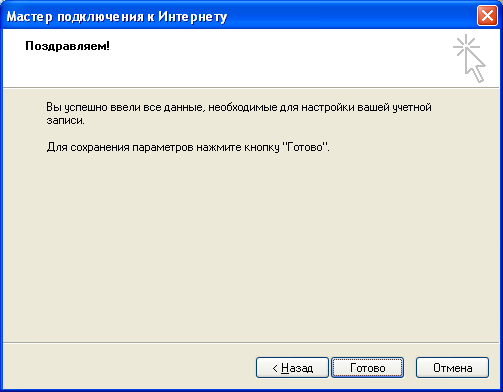 Мастер подключения к Интернету
Поздравляем!
Вы успешно ввели все данные, необходимые для настройки вашей учетной
записи.
Для сохранения параметров нажмите кнопку "Готово".
< Назад
Готово
Отмена